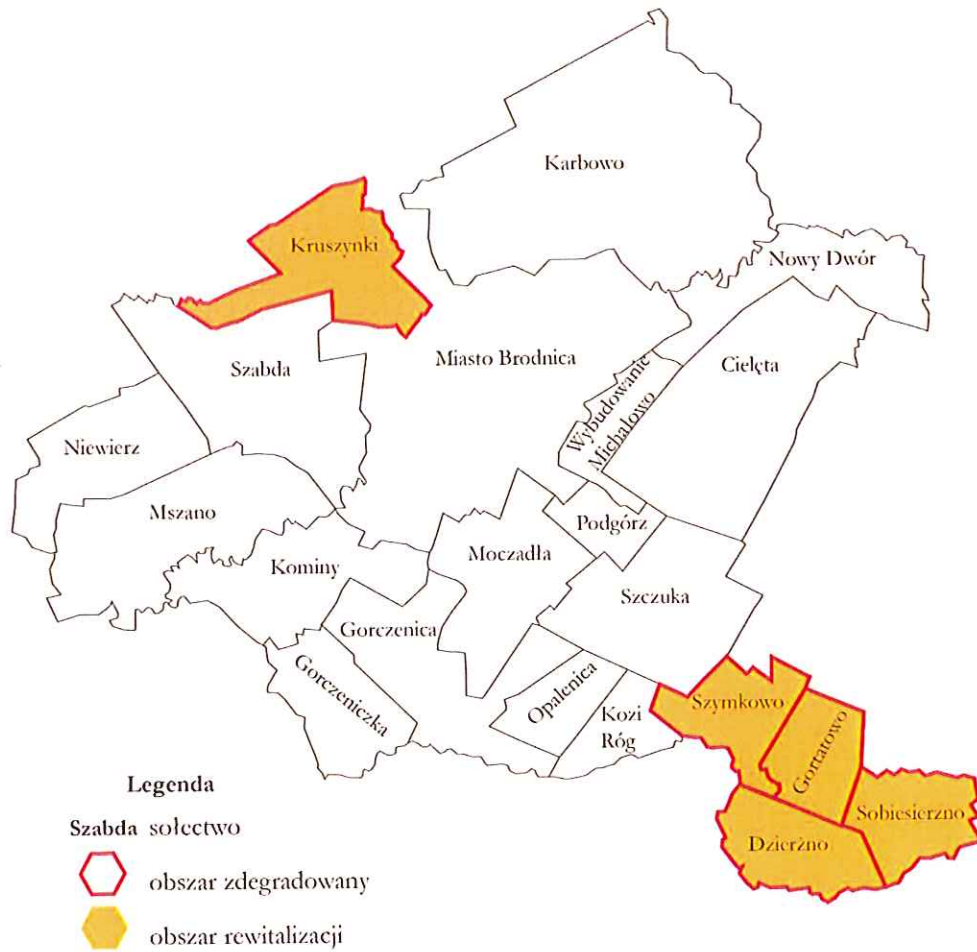 Karbowo
Kruszynki
Nowy Dwór
Miasto Brodnica
Cielęta
Szabda
Wybudowanie
Michałowo
Niewierz
Mszano
Podgórz
Moczadła
Kominy
Szczuka
Gorczenica
Gorczeniczka
Opalenica
Kozi
Róg
Szymkowo
Gortatowo
Sobiesierzno
Dzierżno
Legenda
Szabda sołectwo
obszar zdegradowany
obszar rewitalizacji